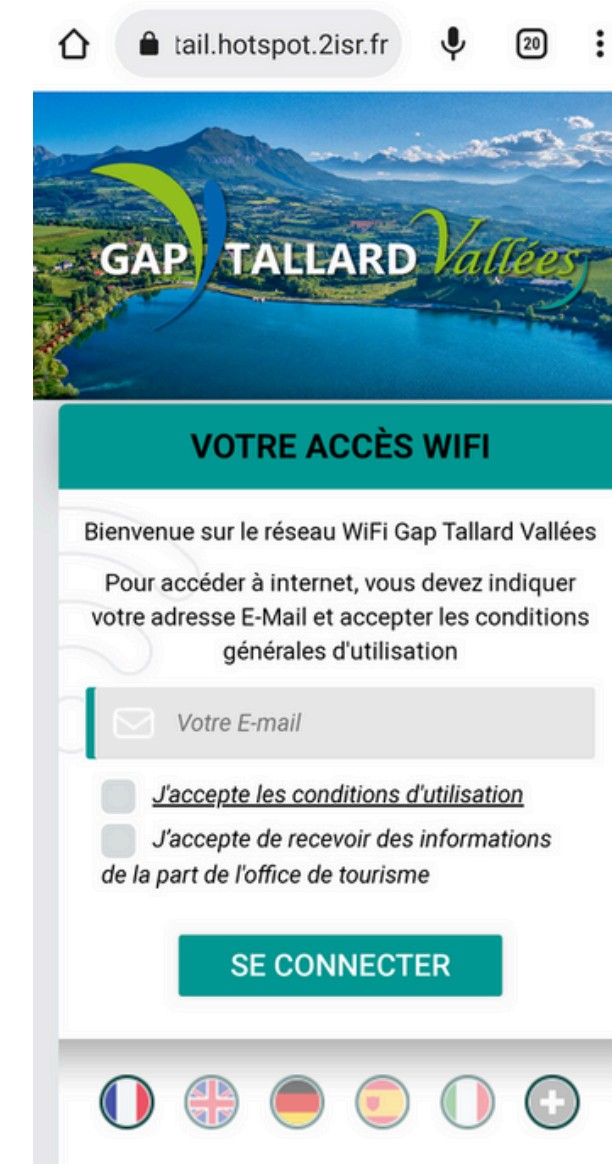 tail.hotspot.2isr.fr
20
GAP TALLARD Vallées
VOTRE ACCÈS WIFI
Bienvenue sur le réseau WiFi Gap Tallard Vallées
Pour accéder à internet, vous devez indiquer
votre adresse E-Mail et accepter les conditions
générales d'utilisation
Votre E-mail
J'accepte les conditions d'utilisation
J'accepte de recevoir des informations
de la part de l'office de tourisme
SE CONNECTER